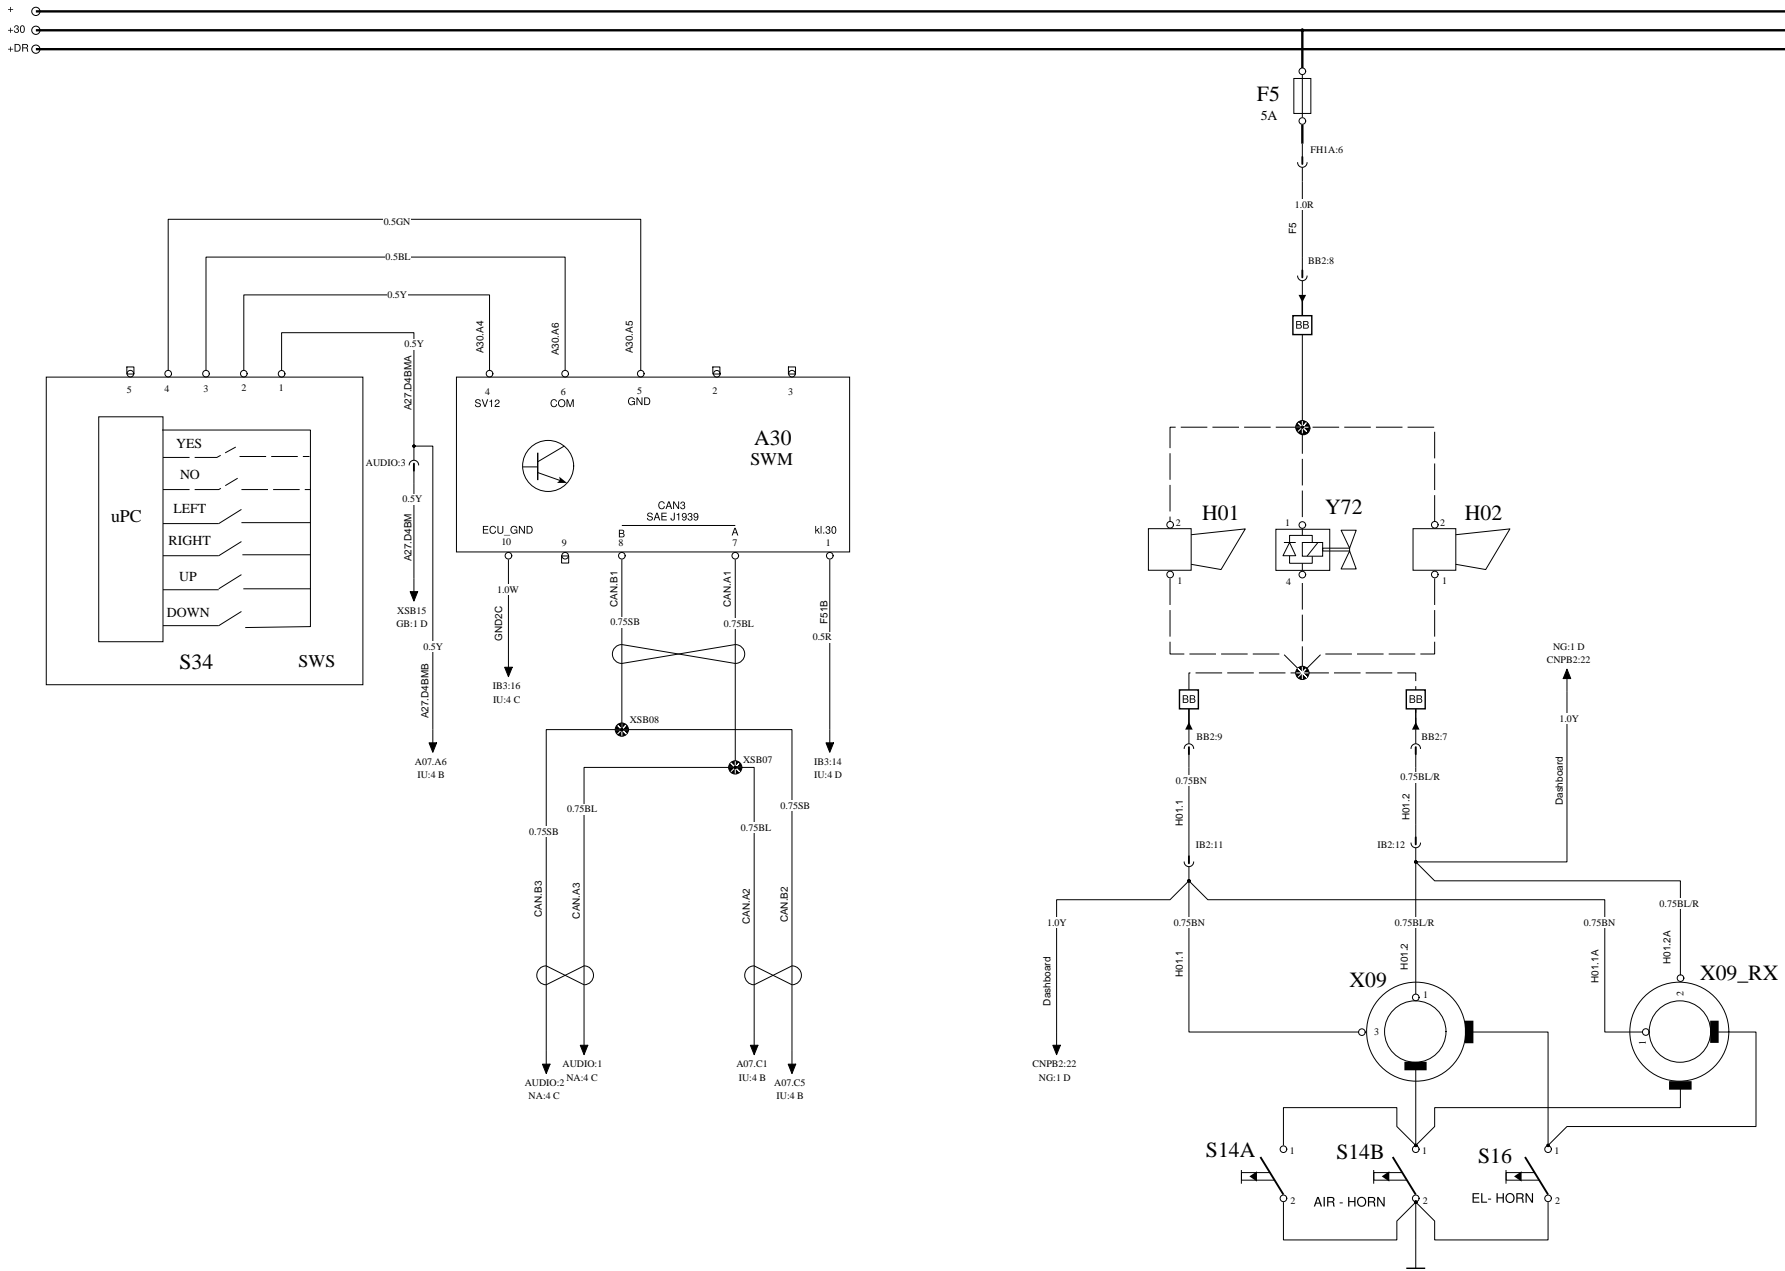 +
+30
+DR
F5
5A
FH1A:6
1.0R
F5
BB2:8
BB
0.5GN
0.5BL
0.5Y
0.5Y
A30.A4
A30.A6
A30.A5
A27.D4BMA
5
4
3
2
1
4
SV12
6
COM
5
GND
2
3
A30
SWM
uPC
YES
NO
LEFT
RIGHT
UP
DOWN
S34
SWS
AUDIO:3
0.5Y
A27.D4BM
XSB15
GB:1 D
0.5Y
A27.D4BMB
A07.A6
IU:4 B
CAN3
SAE J1939
ECU_GND
10
9
B
8
A
7
kl.30
1
1.0W
GND2C
IB3:16
IU:4 C
CAN.B1
0.75SB
CAN.A1
0.75BL
F51B
0.5R
IB3:14
IU:4 D
XSB08
XSB07
0.75SB
0.75BL
0.75BL
0.75SB
CAN.B3
CAN.A3
CAN.A2
CAN.B2
AUDIO:2
NA:4 C
AUDIO:1
NA:4 C
A07.C1
IU:4 B
A07.C5
IU:4 B
H01
2
1
Y72
1
4
H02
2
1
BB
BB
BB2:9
BB2:7
0.75BN
0.75BL/R
H01.1
H01.2
IB2:11
IB2:12
NG:1 D
CNPB2:22
1.0Y
Dashboard
1.0Y
Dashboard
CNPB2:22
NG:1 D
0.75BN
H01.1
0.75BL/R
H01.2
0.75BN
H01.1A
0.75BL/R
H01.2A
X09
1
3
X09_RX
2
1
S14A
1
2
S14B
1
2
AIR - HORN
S16
1
2
EL- HORN